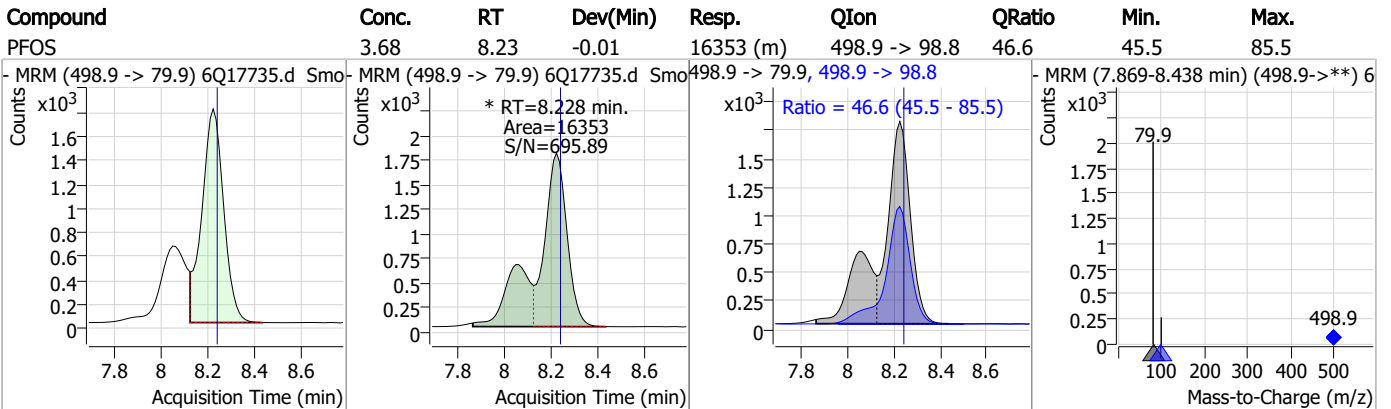 Compound Conc. RT Dev(Min) Resp. QIon QRatio Min. Max.
PFOS 3.68 8.23 -0.01 16353 (m) 498.9 -> 98.8 46.6 45.5 85.5
- MRM (498.9 -> 79.9) 6Q17735.d Smo
Counts
x10³
1.6
1.4
1.2
1
0.8
0.6
0.4
0.2
0
7.8 8 8.2 8.4 8.6
Acquisition Time (min)
- MRM (498.9 -> 79.9) 6Q17735.d Smo
Counts
x10³
* RT=8.228 min.
Area=16353
S/N=695.89
2
1.75
1.5
1.25
1
0.75
0.5
0.25
0
7.8 8 8.2 8.4 8.6
Acquisition Time (min)
498.9 -> 79.9, 498.9 -> 98.8
Counts
x10³
Ratio = 46.6 (45.5 - 85.5)
1.5
1.25
1
0.75
0.5
0.25
0
7.8 8 8.2 8.4 8.6
Acquisition Time (min)
- MRM (7.869-8.438 min) (498.9->**) 6
Counts
x10³
79.9
2
1.75
1.5
1.25
1
0.75
0.5
0.25
0
498.9
100 200 300 400 500
Mass-to-Charge (m/z)